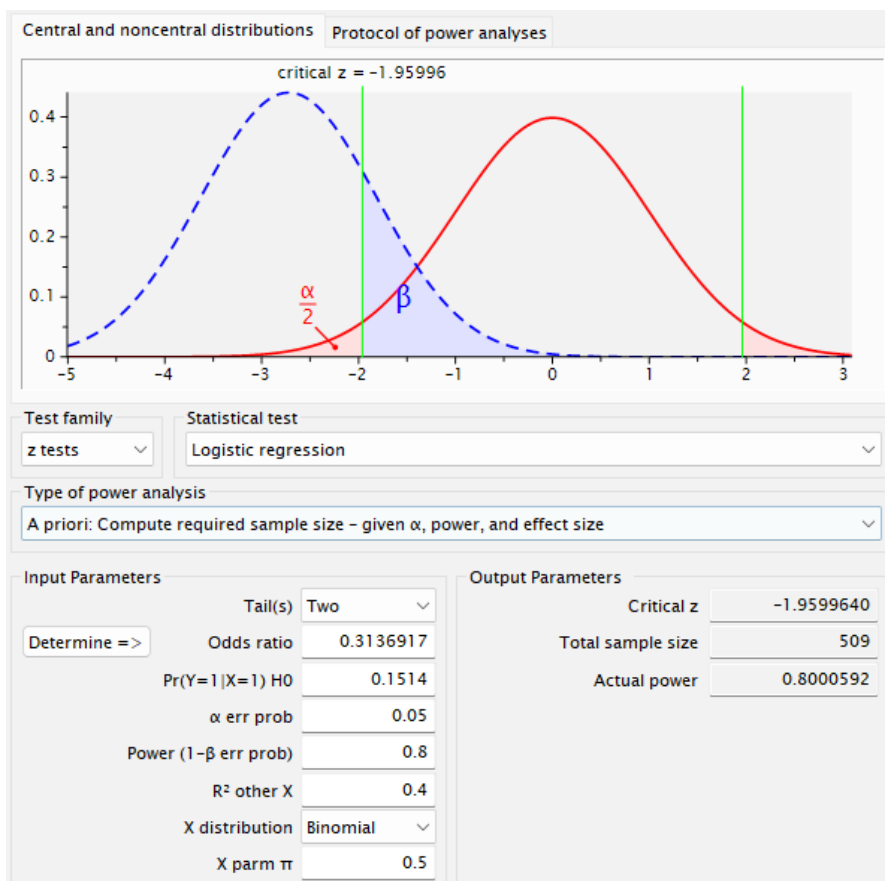 Central and noncentral distributions Protocol of power analyses
critical z = -1.95996
0.4
0.3
0.2
0.1
0
α
2
β
-5 -4 -3 -2 -1 0 1 2 3
Test family Statistical test
z tests Logistic regression
Type of power analysis
A priori: Compute required sample size – given α, power, and effect size
Input Parameters Output Parameters
Tail(s) Two Critical z -1.9599640
Determine => Odds ratio 0.3136917 Total sample size 509
Pr(Y=1|X=1) H0 0.1514 Actual power 0.8000592
α err prob 0.05
Power (1-β err prob) 0.8
R² other X 0.4
X distribution Binomial
X parm π 0.5